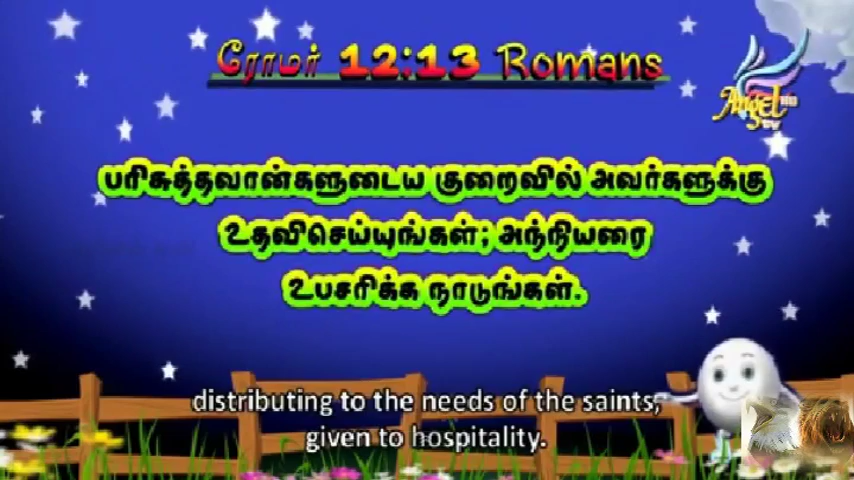 ரோமர் 12:13 Romans
Angel
TV
பரிசுத்தவான்களுடைய குறைவில் அவர்களுக்கு
உதவிசெய்யுங்கள்; அந்நியரை
உபசரிக்க நாடுங்கள்.
distributing to the needs of the saints,
given to hospitality.